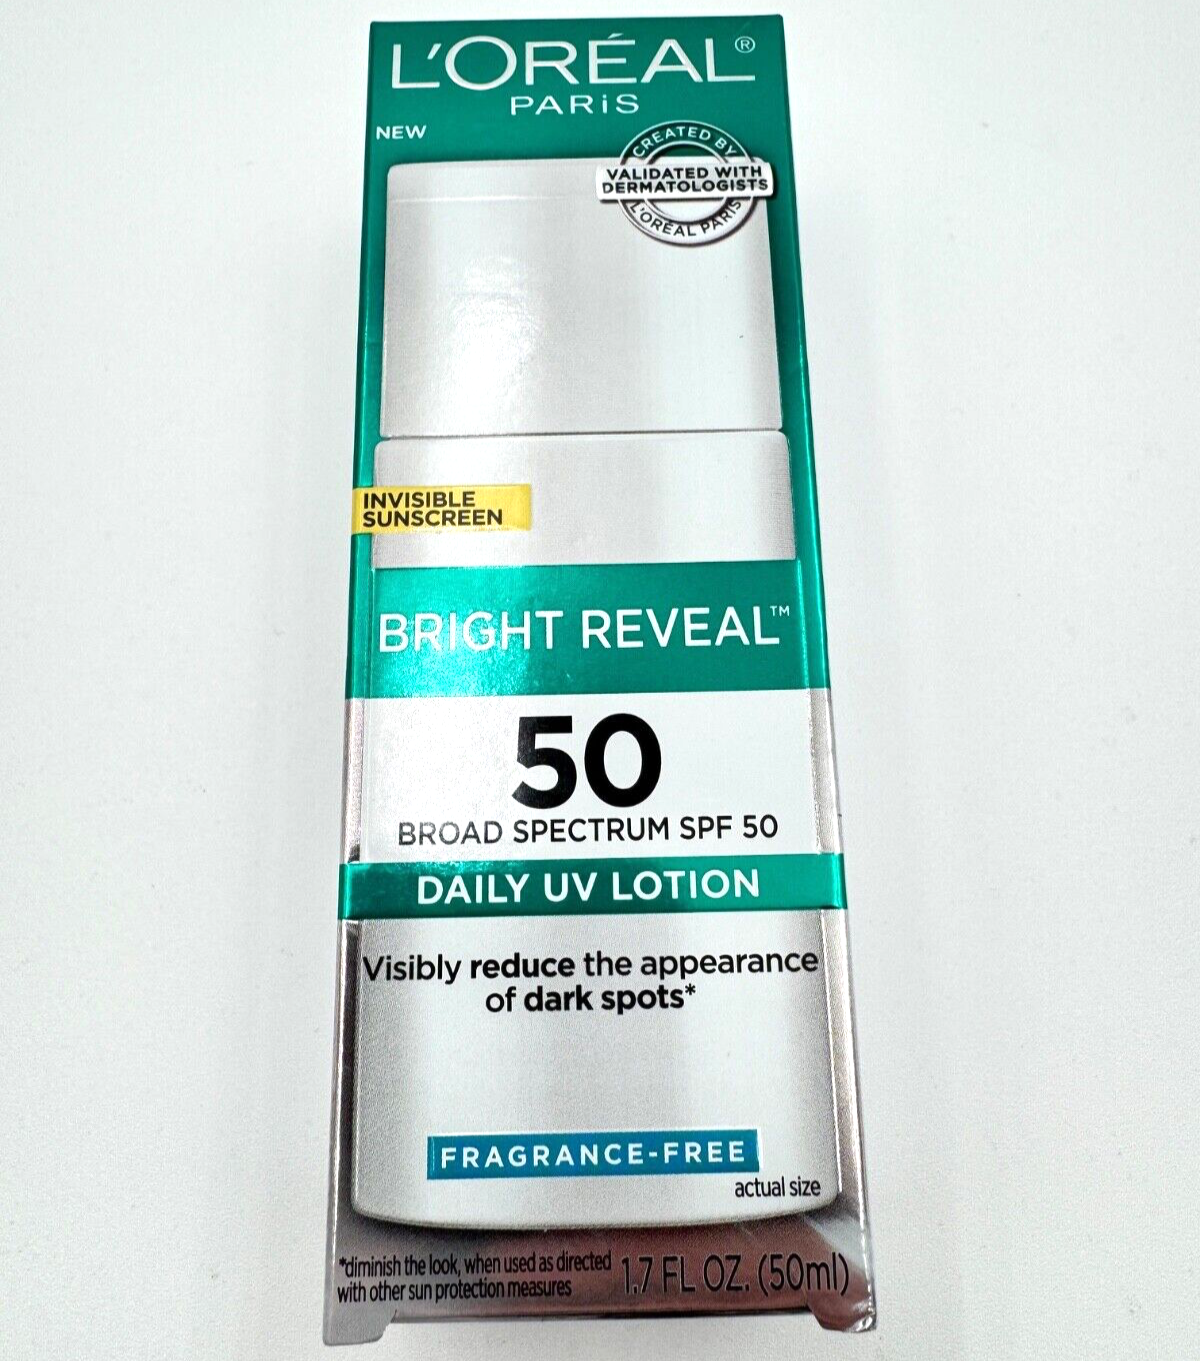 L'ORÉAL®
PARiS
NEW
CREATED BY
VALIDATED WITH
DERMATOLOGISTS
L'ORÉAL PARIS
INVISIBLE
SUNSCREEN
BRIGHT REVEAL™
50
BROAD SPECTRUM SPF 50
DAILY UV LOTION
Visibly reduce the appearance
of dark spots*
FRAGRANCE-FREE
actual size
*diminish the look, when used as directed
with other sun protection measures
1.7 FL OZ. (50ml)